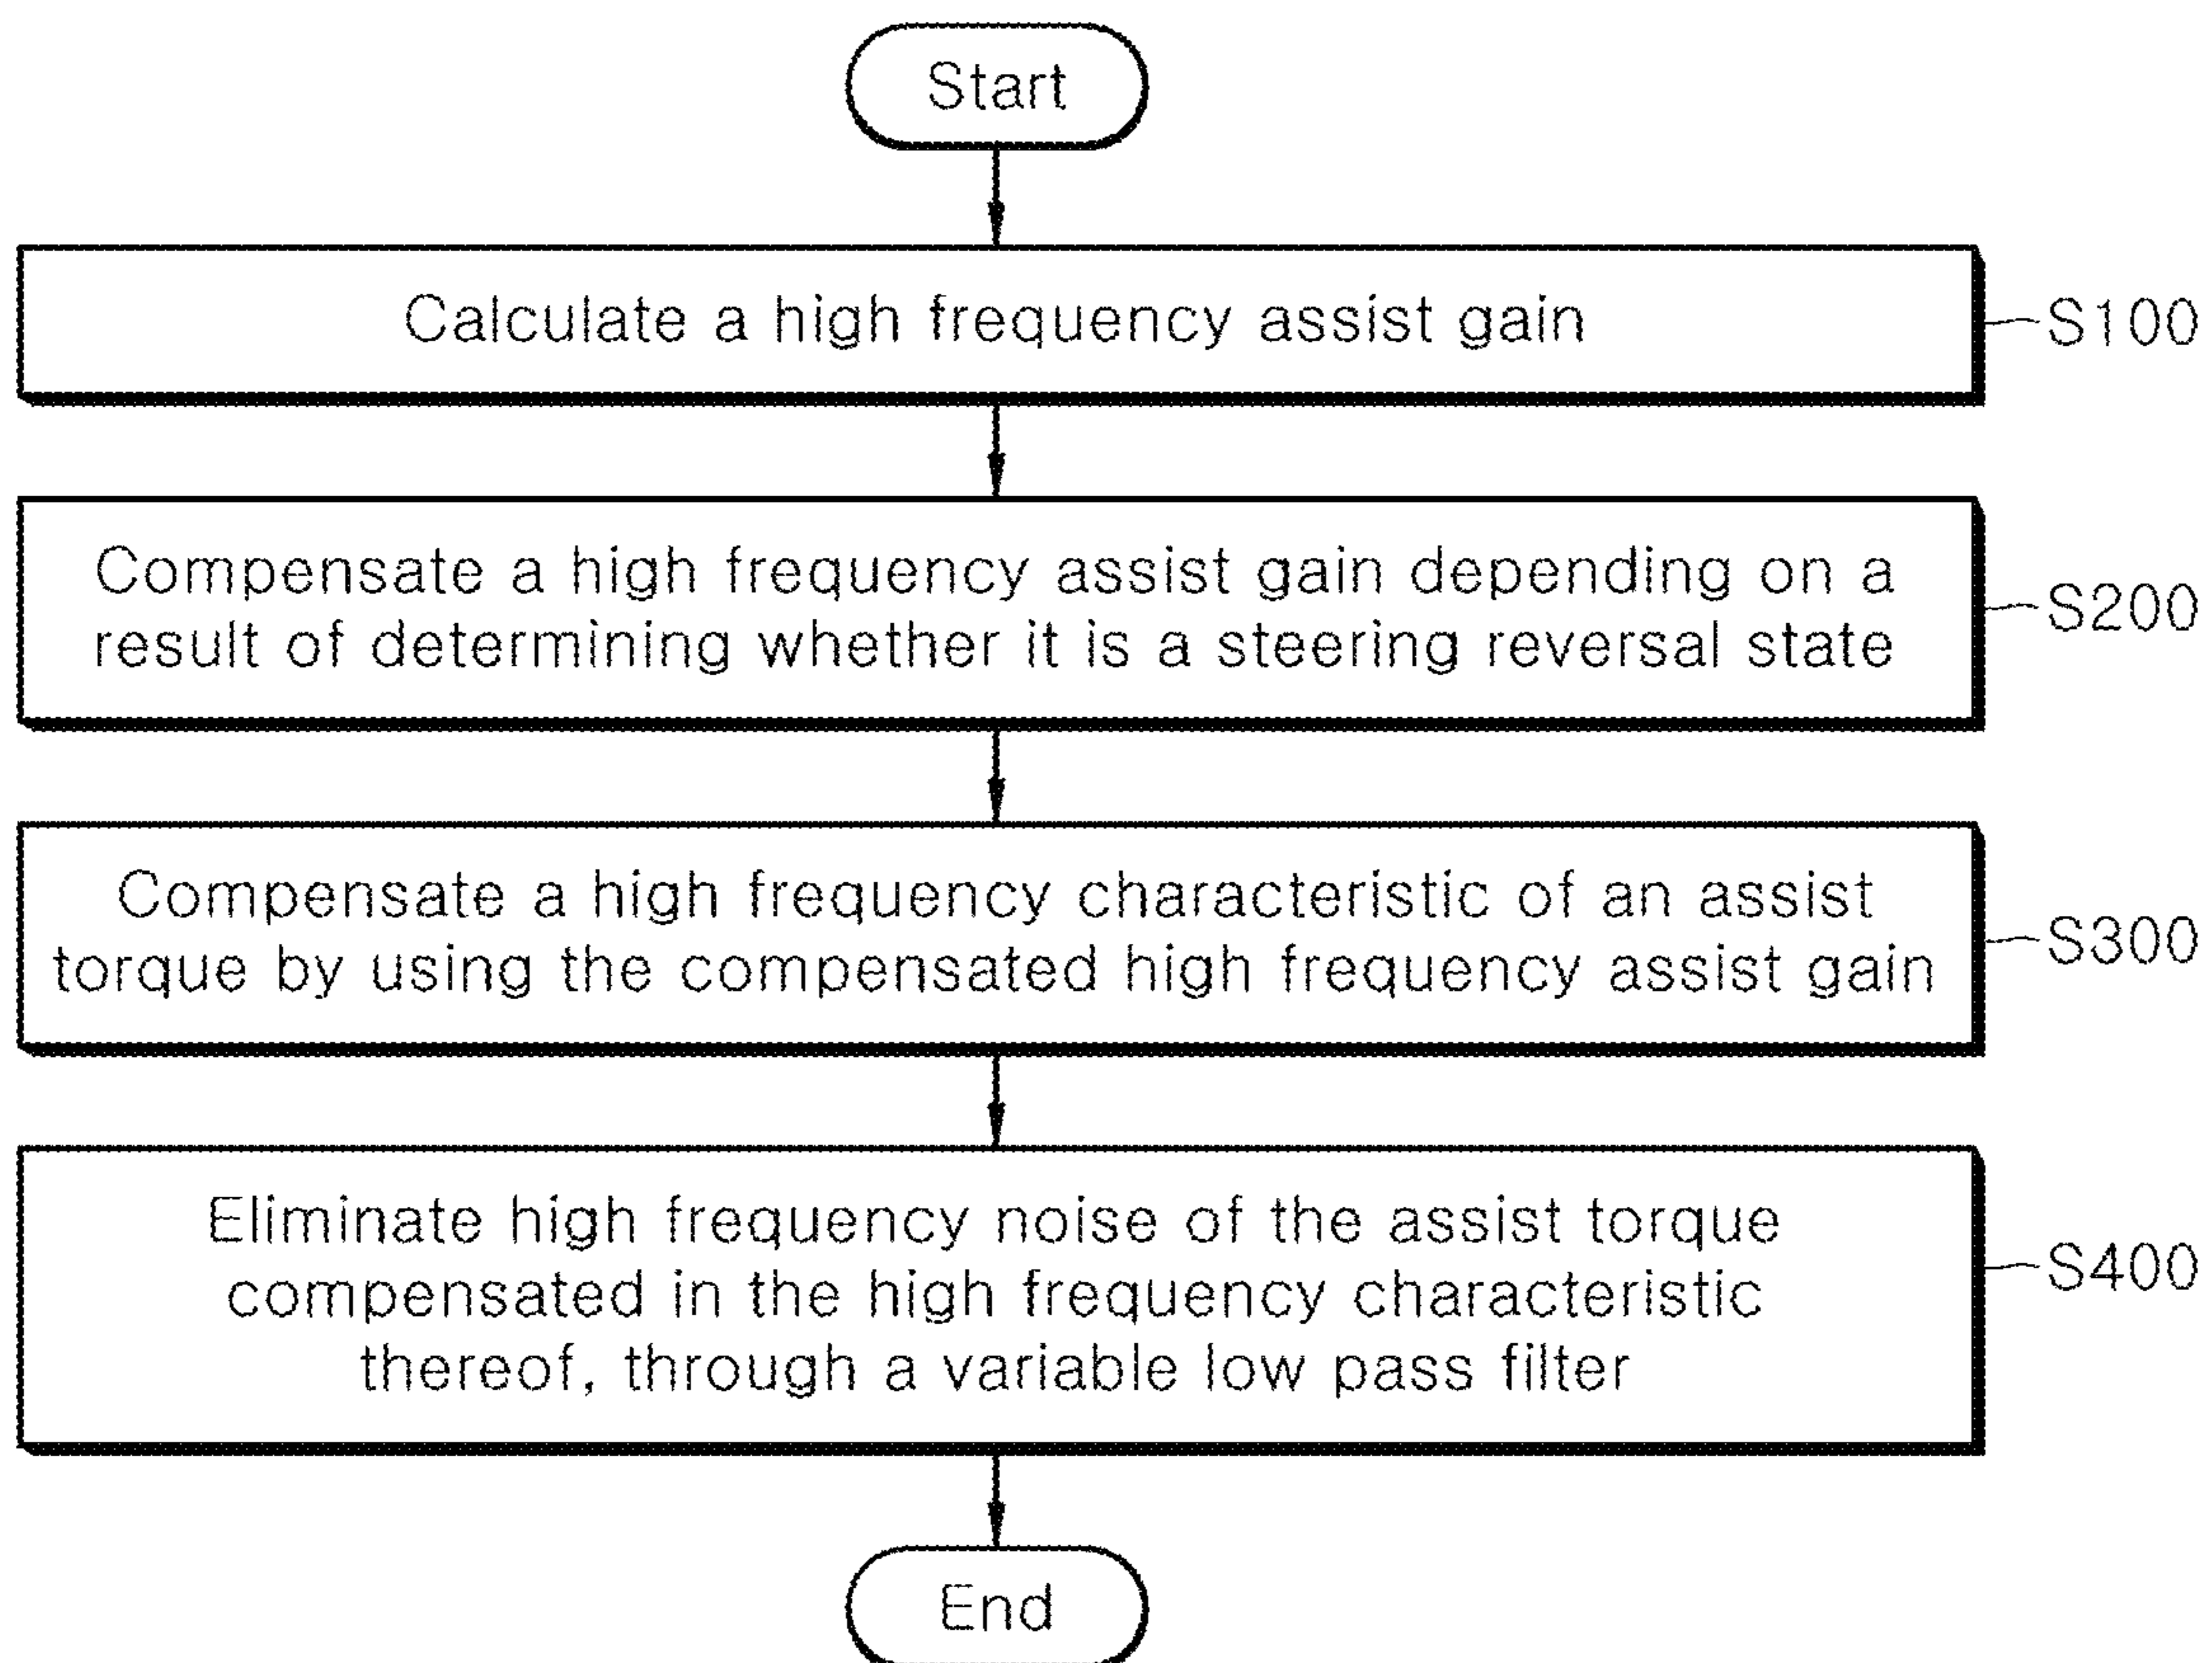 Start
Calculate a high frequency assist gain
S100
Compensate a high frequency assist gain depending on a
result of determining whether it is a steering reversal state
S200
Compensate a high frequency characteristic of an assist
torque by using the compensated high frequency assist gain
S300
Eliminate high frequency noise of the assist torque
compensated in the high frequency characteristic
thereof, through a variable low pass filter
S400
End